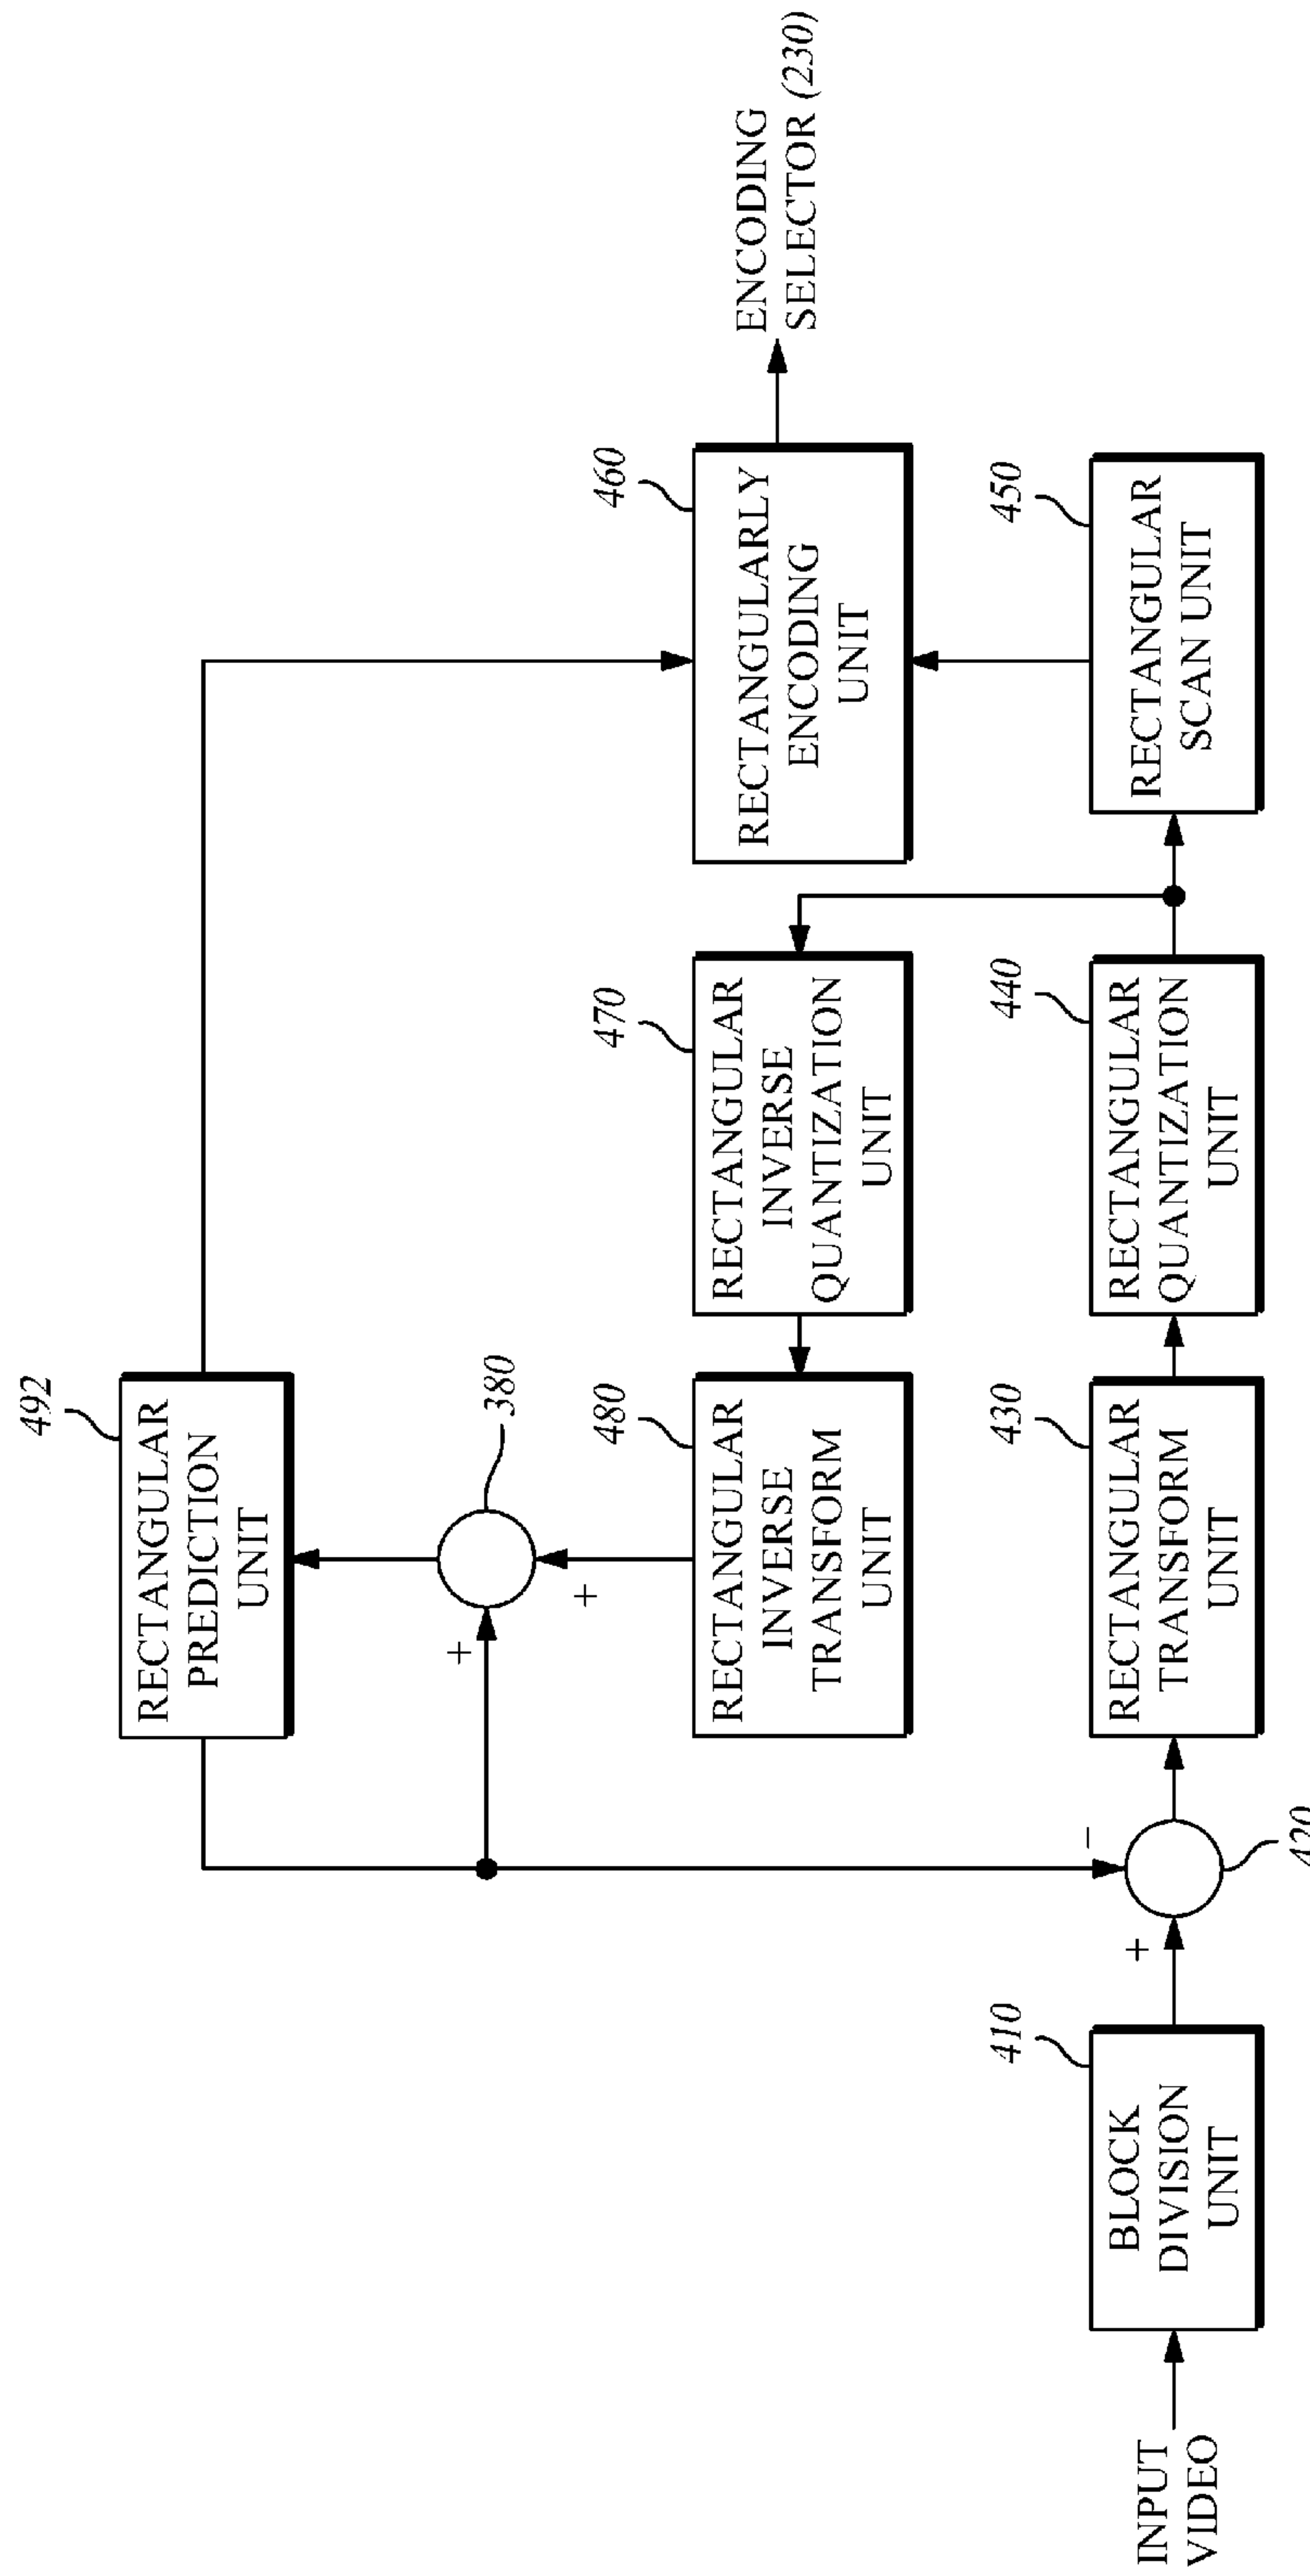 492
RECTANGULAR
PREDICTION
UNIT
380
+
+
480
RECTANGULAR
INVERSE
TRANSFORM
UNIT
470
RECTANGULAR
INVERSE
QUANTIZATION
UNIT
460
RECTANGULARLY
ENCODING
UNIT
ENCODING
SELECTOR (230)
INPUT
VIDEO
410
BLOCK
DIVISION
UNIT
+
−
420
430
RECTANGULAR
TRANSFORM
UNIT
440
RECTANGULAR
QUANTIZATION
UNIT
450
RECTANGULAR
SCAN UNIT